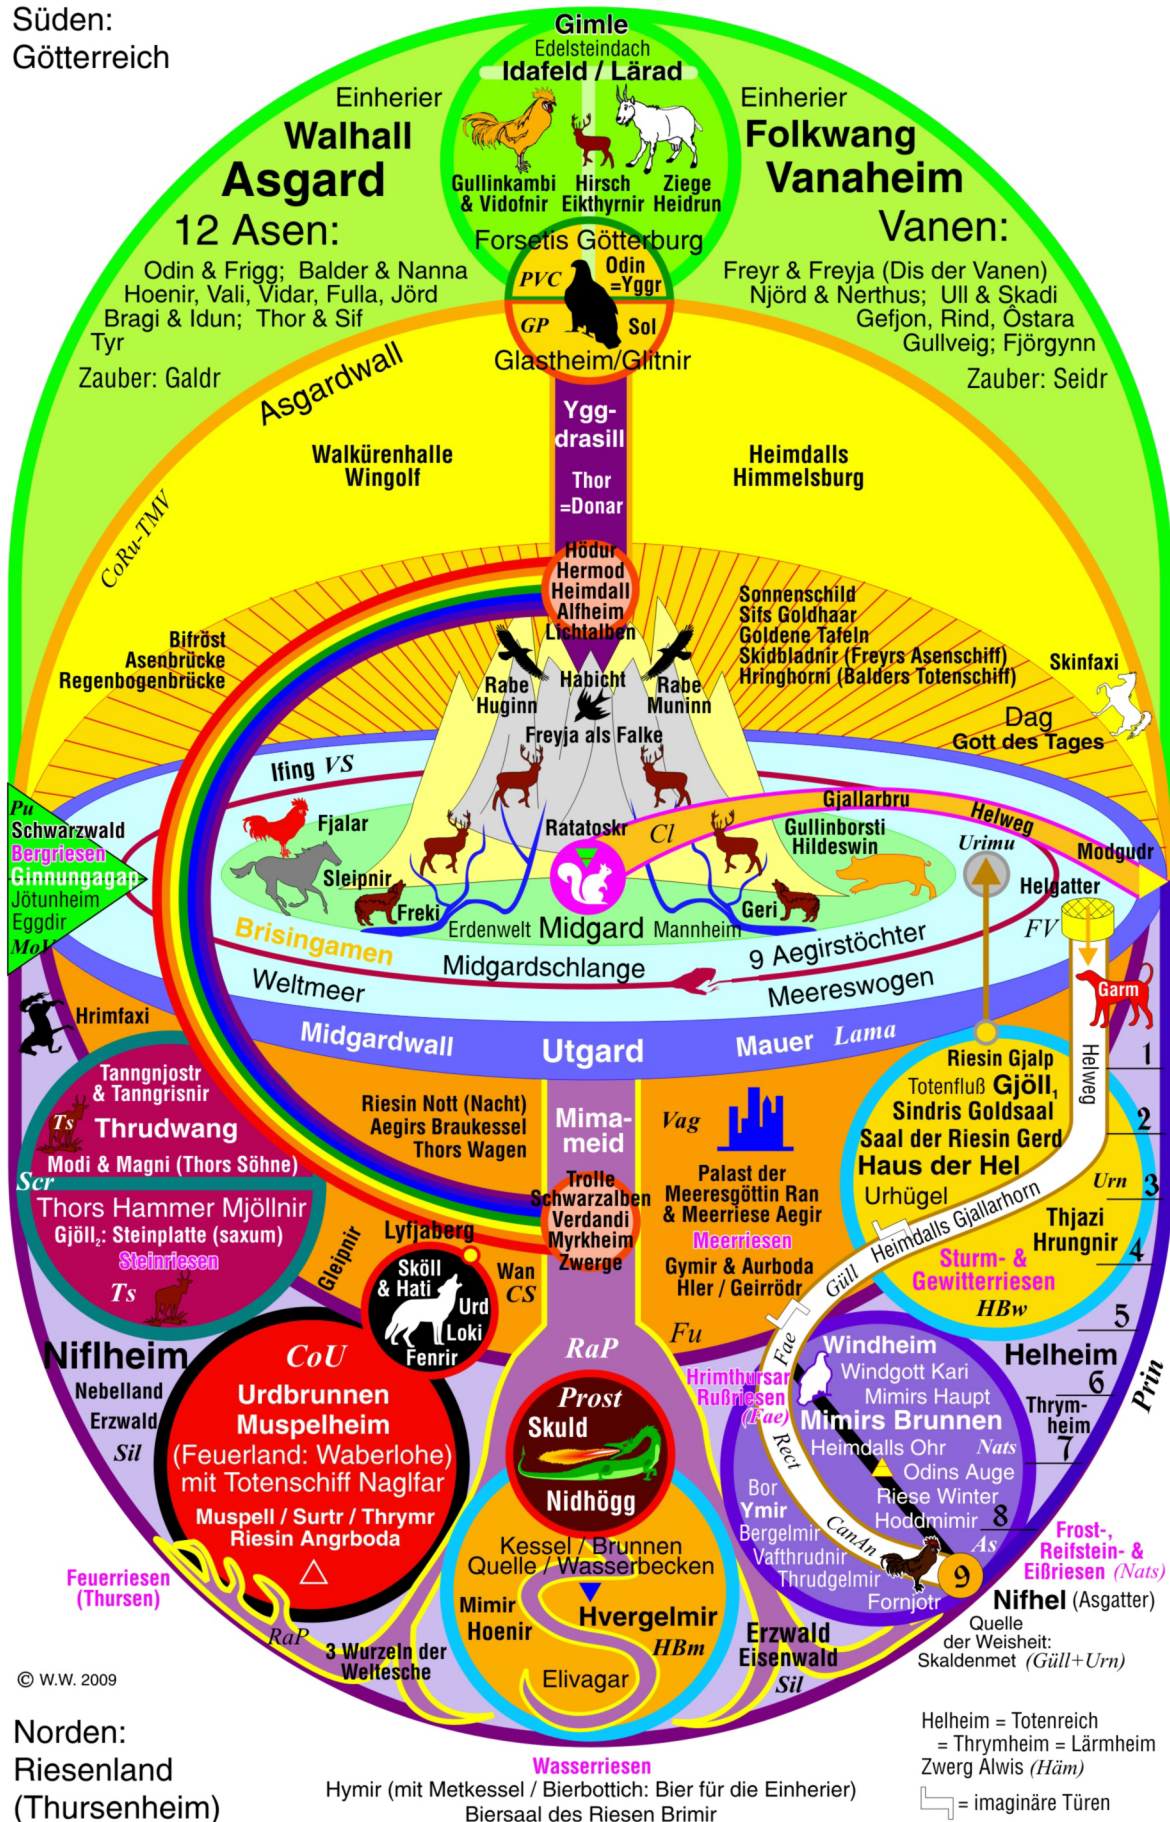 Süden:
Götterreich
Gimle
Edelsteindach
Idafeld / Lärad
Gullinkambi
& Vidofnir
Hirsch
Eikthyrnir
Ziege
Heidrun
Forsetis Götterburg
PVC
Odin
=Yggr
GP
Sol
Glastheim/Glitnir
Einherier
Walhall
Asgard
12 Asen:
Odin & Frigg; Balder & Nanna
Hoenir, Vali, Vidar, Fulla, Jörd
Bragi & Idun; Thor & Sif
Tyr
Zauber: Galdr
Einherier
Folkwang
Vanaheim
Vanen:
Freyr & Freyja (Dis der Vanen)
Njörd & Nerthus; Ull & Skadi
Gefjon, Rind, Ôstara
Gullveig; Fjörgynn
Zauber: Seidr
Asgardwall
CoRu-TMV
Walkürenhalle
Wingolf
Ygg-
drasill
Thor
=Donar
Heimdalls
Himmelsburg
Hödur
Hermod
Heimdall
Alfheim
Lichtalben
Bifröst
Asenbrücke
Regenbogenbrücke
Sonnenschild
Sifs Goldhaar
Goldene Tafeln
Skidbladnir (Freyrs Asenschiff)
Hringhorni (Balders Totenschiff)
Skinfaxi
Dag
Gott des Tages
Rabe
Huginn
Habicht
Rabe
Muninn
Freyja als Falke
Ifing VS
Pu
Schwarzwald
Bergriesen
Ginnungagap
Jötunheim
Eggdir
MoV
Fjalar
Sleipnir
Freki
Ratatoskr
Cl
Gjallarbru
Helweg
Gullinborsti
Hildeswin
Urimu
Modgudr
Helgatter
FV
Geri
Erdenwelt Midgard Mannheim
Brisingamen
Midgardschlange
9 Aegirstöchter
Weltmeer
Meereswogen
Midgardwall
Utgard
Mauer Lama
Hrimfaxi
Garm
Helweg
Tanngnjostr
& Tanngrisnir
Ts
Thrudwang
Modi & Magni (Thors Söhne)
Scr
Thors Hammer Mjöllnir
Gjöll2: Steinplatte (saxum)
Steinriesen
Ts
Riesin Nott (Nacht)
Aegirs Braukessel
Thors Wagen
Mima-
meid
Vag
Palast der
Meeresgöttin Ran
& Meerriese Aegir
Meerriesen
Gymir & Aurboda
Hler / Geirrödr
Fu
Trolle
Schwarzalben
Verdandi
Myrkheim
Zwerge
Riesin Gjalp
Totenfluß Gjöll1
Sindris Goldsaal
Saal der Riesin Gerd
Haus der Hel
Urhügel
Urn
Heimdalls Gjallarhorn
Thjazi
Hrungnir
Sturm- &
Gewitterriesen
HBw
Güll
Fae
Rect
CanAn
1
2
3
4
5
6
7
8
9
Prin
Gleipnir
Lyfjaberg
Sköll
& Hati
Urd
Loki
Fenrir
Wan
CS
RaP
Niflheim
Nebelland
Erzwald
Sil
CoU
Urdbrunnen
Muspelheim
(Feuerland: Waberlohe)
mit Totenschiff Naglfar
Muspell / Surtr / Thrymr
Riesin Angrboda
Prost
Skuld
Nidhögg
Hrimthursar
Rußriesen
(Fae)
Windheim
Windgott Kari
Mimirs Haupt
Mimirs Brunnen
Heimdalls Ohr
Nats
Odins Auge
Riese Winter
Hoddmimir
As
Bor
Ymir
Bergelmir
Vafthrudnir
Thrudgelmir
Fornjotr
Helheim
Thrym-
heim
Frost-,
Reifstein- &
Eißriesen (Nats)
Nifhel (Asgatter)
Quelle
der Weisheit:
Skaldenmet (Güll+Urn)
Feuerriesen
(Thursen)
RaP
3 Wurzeln der
Weltesche
Kessel / Brunnen
Quelle / Wasserbecken
Mimir
Hoenir
Hvergelmir
HBm
Elivagar
Erzwald
Eisenwald
Sil
© W.W. 2009
Norden:
Riesenland
(Thursenheim)
Wasserriesen
Hymir (mit Metkessel / Bierbottich: Bier für die Einherier)
Biersaal des Riesen Brimir
Helheim = Totenreich
= Thrymheim = Lärmheim
Zwerg Alwis (Häm)
= imaginäre Türen